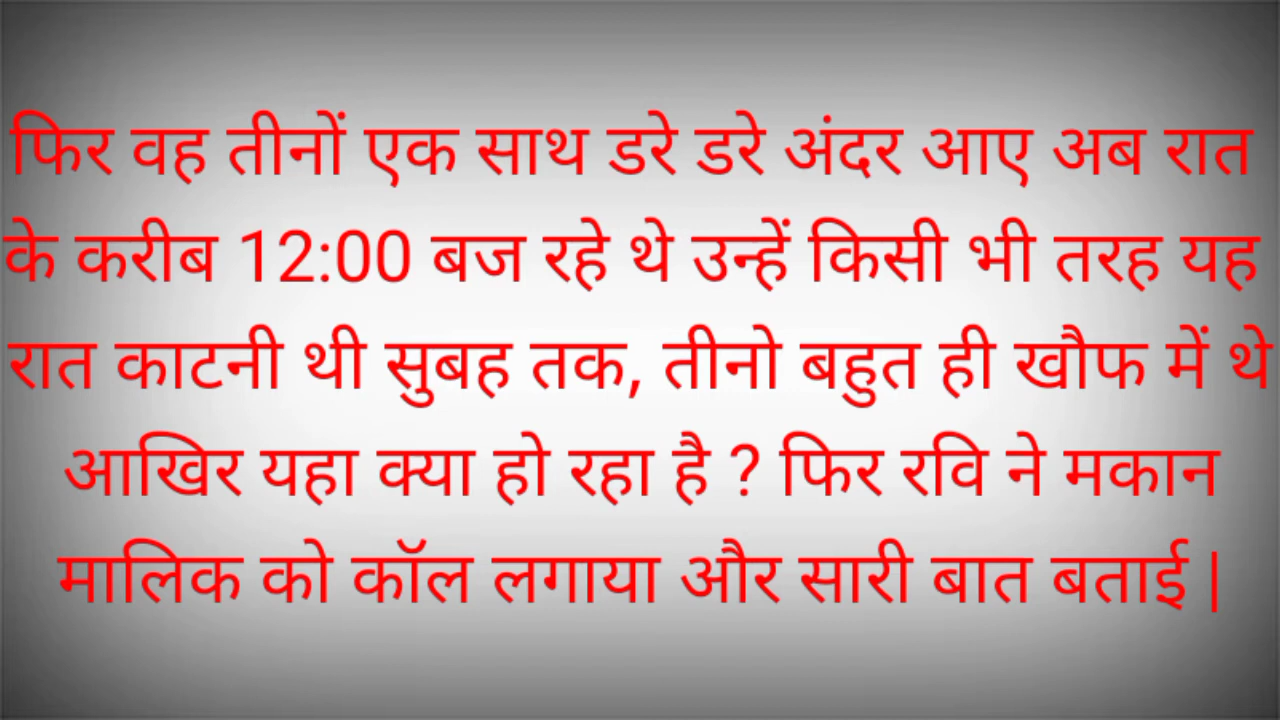 फिर वह तीनों एक साथ डरे डरे अंदर आए अब रात
के करीब 12:00 बज रहे थे उन्हें किसी भी तरह यह
रात काटनी थी सुबह तक, तीनो बहुत ही खौफ में थे
आखिर यहा क्या हो रहा है ? फिर रवि ने मकान
मालिक को कॉल लगाया और सारी बात बताई |